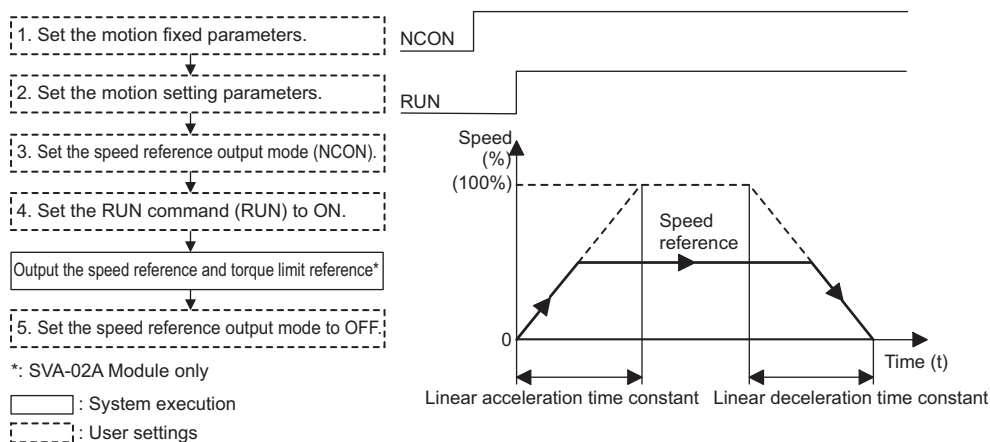 1. Set the motion fixed parameters.
2. Set the motion setting parameters.
3. Set the speed reference output mode (NCON).
4. Set the RUN command (RUN) to ON.
Output the speed reference and torque limit reference*
5. Set the speed reference output mode to OFF.
*: SVA-02A Module only
: System execution
: User settings
NCON
RUN
Speed
(%)
(100%)
Speed
reference
0
Time (t)
Linear acceleration time constant
Linear deceleration time constant